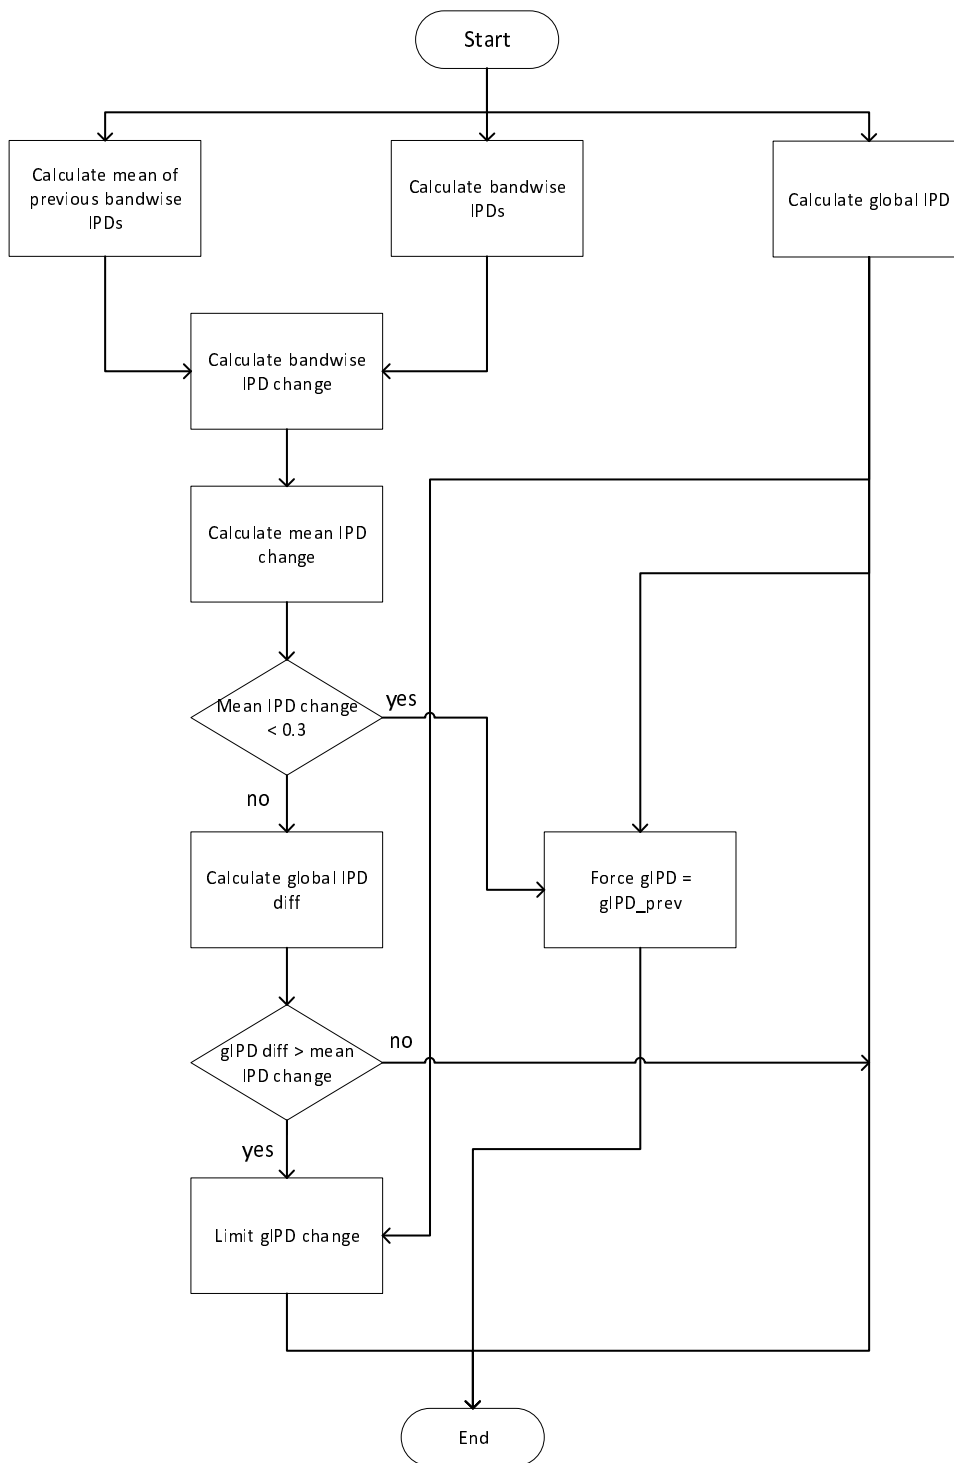 Start
Calculate mean of
previous bandwise
IPDs
Calculate bandwise
IPDs
Calculate global IPD
Calculate bandwise
IPD change
Calculate mean IPD
change
Mean IPD change
< 0.3
yes
no
Calculate global IPD
diff
Force gIPD =
gIPD_prev
gIPD diff > mean
IPD change
no
yes
Limit gIPD change
End